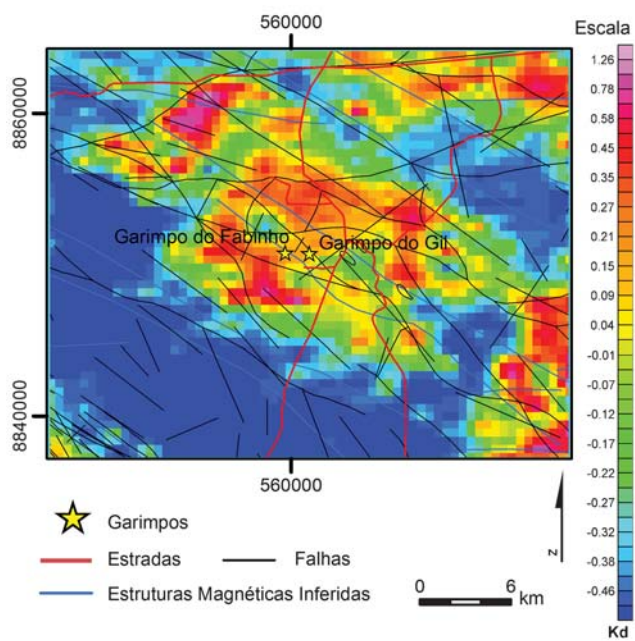 560000
Escala
8860000
8840000
Garimpo do Fabinho
Garimpo do Gil
560000
1.26
0.78
0.58
0.45
0.35
0.27
0.21
0.15
0.09
0.04
-0.01
-0.07
-0.12
-0.17
-0.22
-0.27
-0.32
-0.38
-0.46
Kd
Garimpos
Estradas
Falhas
Estruturas Magnéticas Inferidas
0 6
km
N